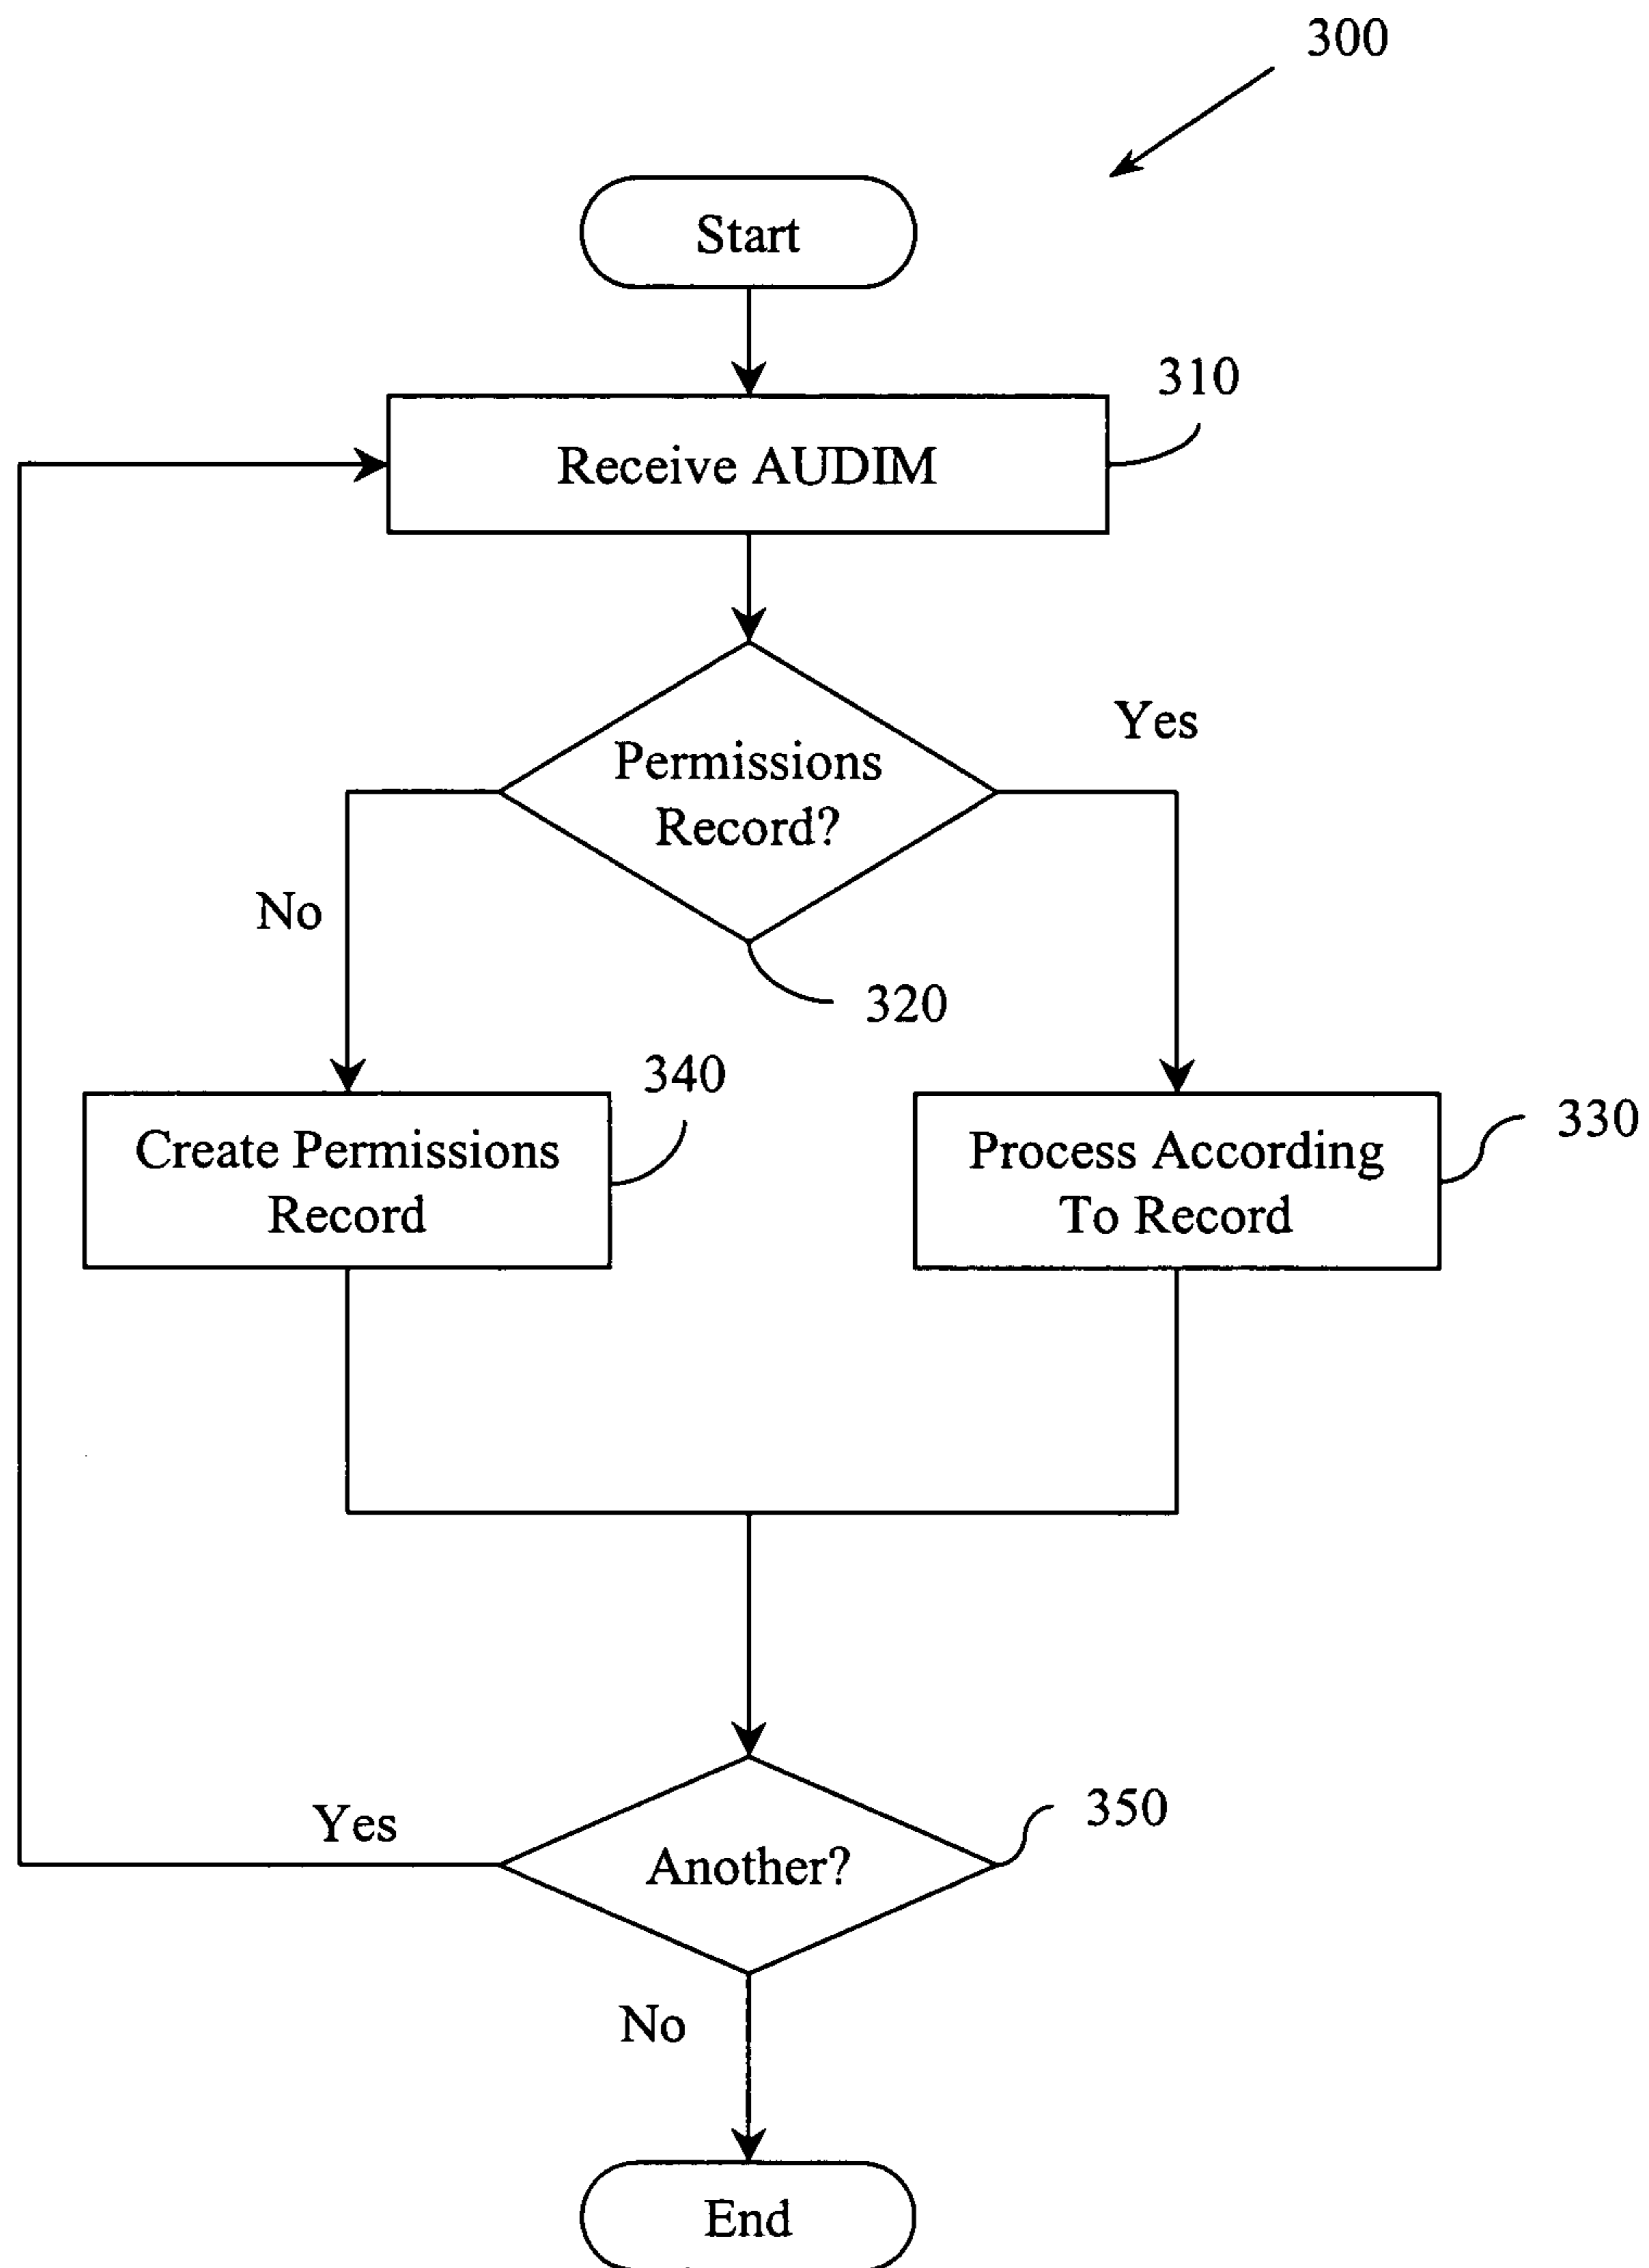 300
Start
310
Receive AUDIM
Yes
Permissions
Record?
No
320
340
330
Create Permissions
Record
Process According
To Record
350
Yes
Another?
No
End